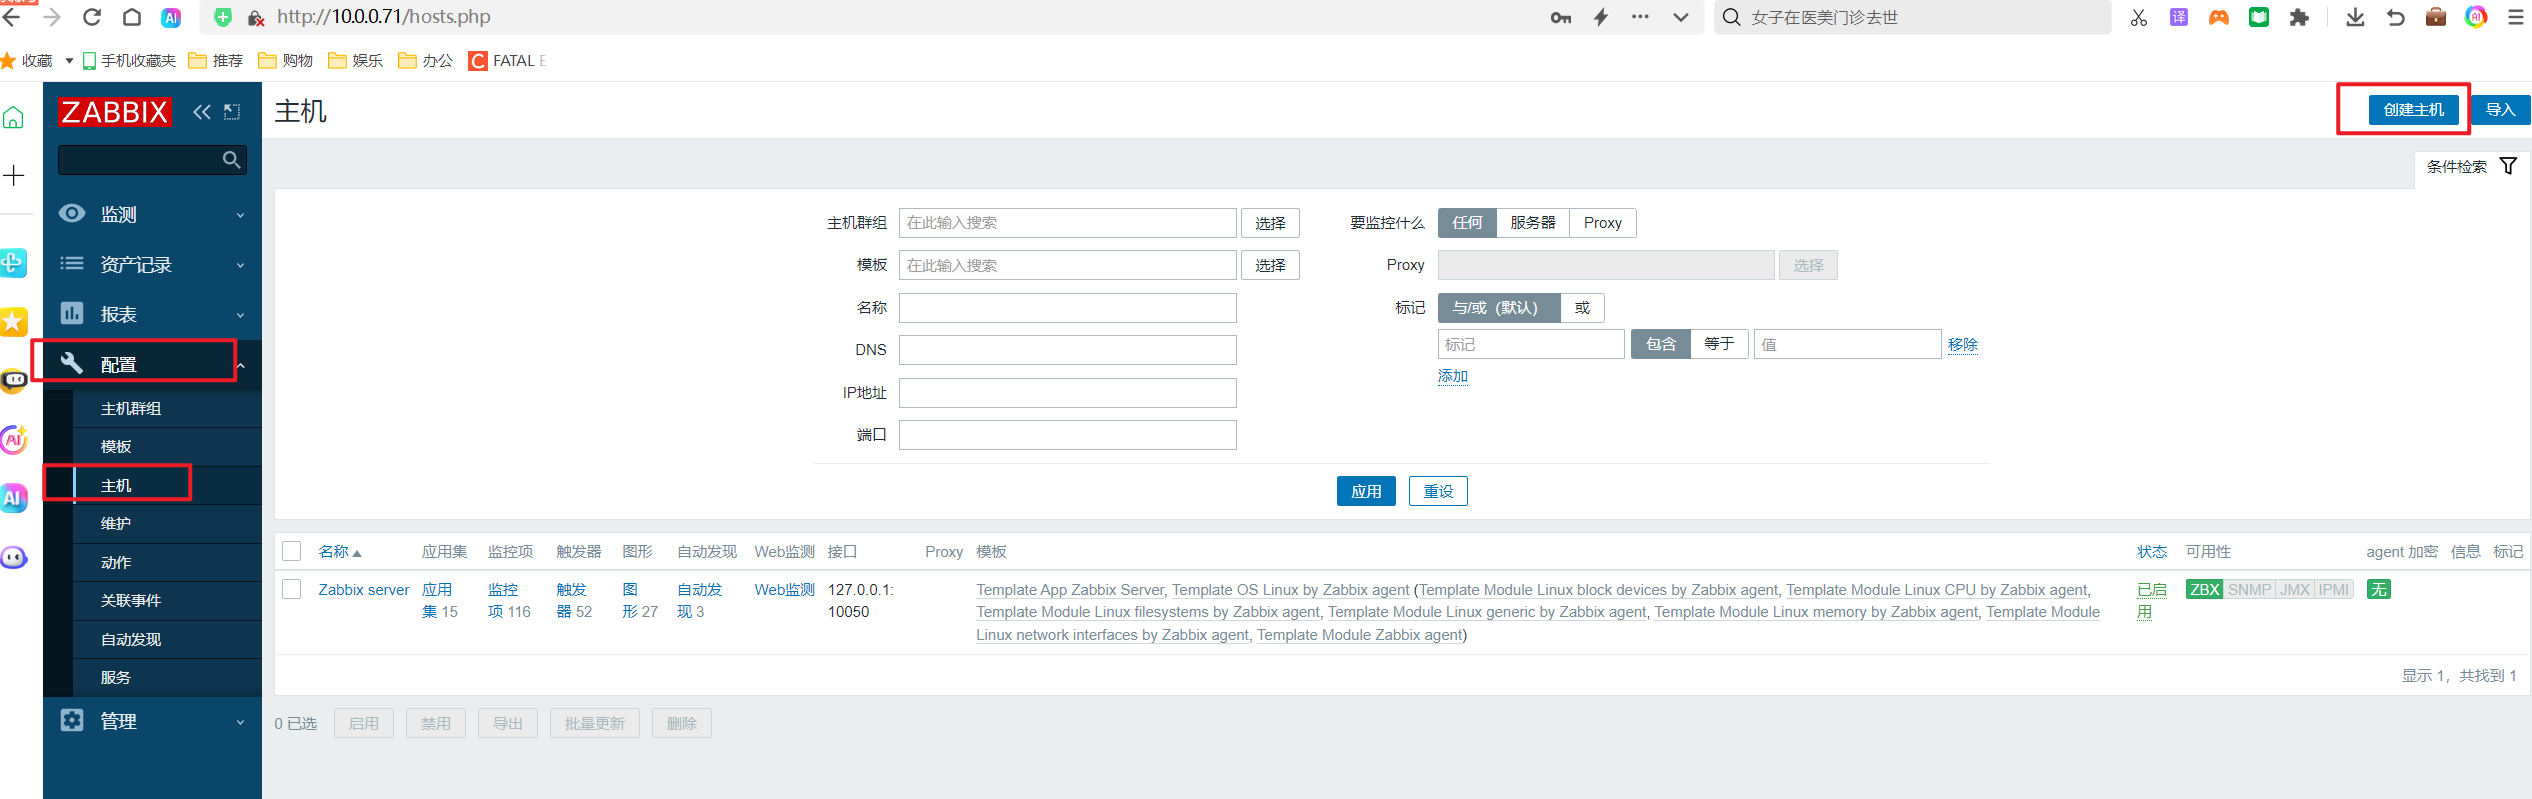 http://10.0.0.71/hosts.php
女子在医美门诊去世
译
收藏 手机收藏夹 推荐 购物 娱乐 办公 C FATAL E
ZABBIX
主机
创建主机 导入
条件检索
监测
资产记录
报表
配置
主机群组
模板
主机
维护
动作
关联事件
自动发现
服务
管理
主机群组 在此输入搜索 选择
模板 在此输入搜索 选择
名称
DNS
IP地址
端口
要监控什么 任何 服务器 Proxy
Proxy 选择
标记 与/或（默认） 或
标记 包含 等于 值 移除
添加
应用 重设
名称 应用集 监控项 触发器 图形 自动发现 Web监测 接口 Proxy 模板 状态 可用性 agent 加密 信息 标记
Zabbix server 应用集 15 监控项 116 触发器 52 图形 27 自动发现 3 Web监测 127.0.0.1:10050
Template App Zabbix Server, Template OS Linux by Zabbix agent (Template Module Linux block devices by Zabbix agent, Template Module Linux CPU by Zabbix agent,
Template Module Linux filesystems by Zabbix agent, Template Module Linux generic by Zabbix agent, Template Module Linux memory by Zabbix agent, Template Module
Linux network interfaces by Zabbix agent, Template Module Zabbix agent)
已启用 ZBX SNMP JMX IPMI 无
显示 1，共找到 1
0 已选 启用 禁用 导出 批量更新 删除